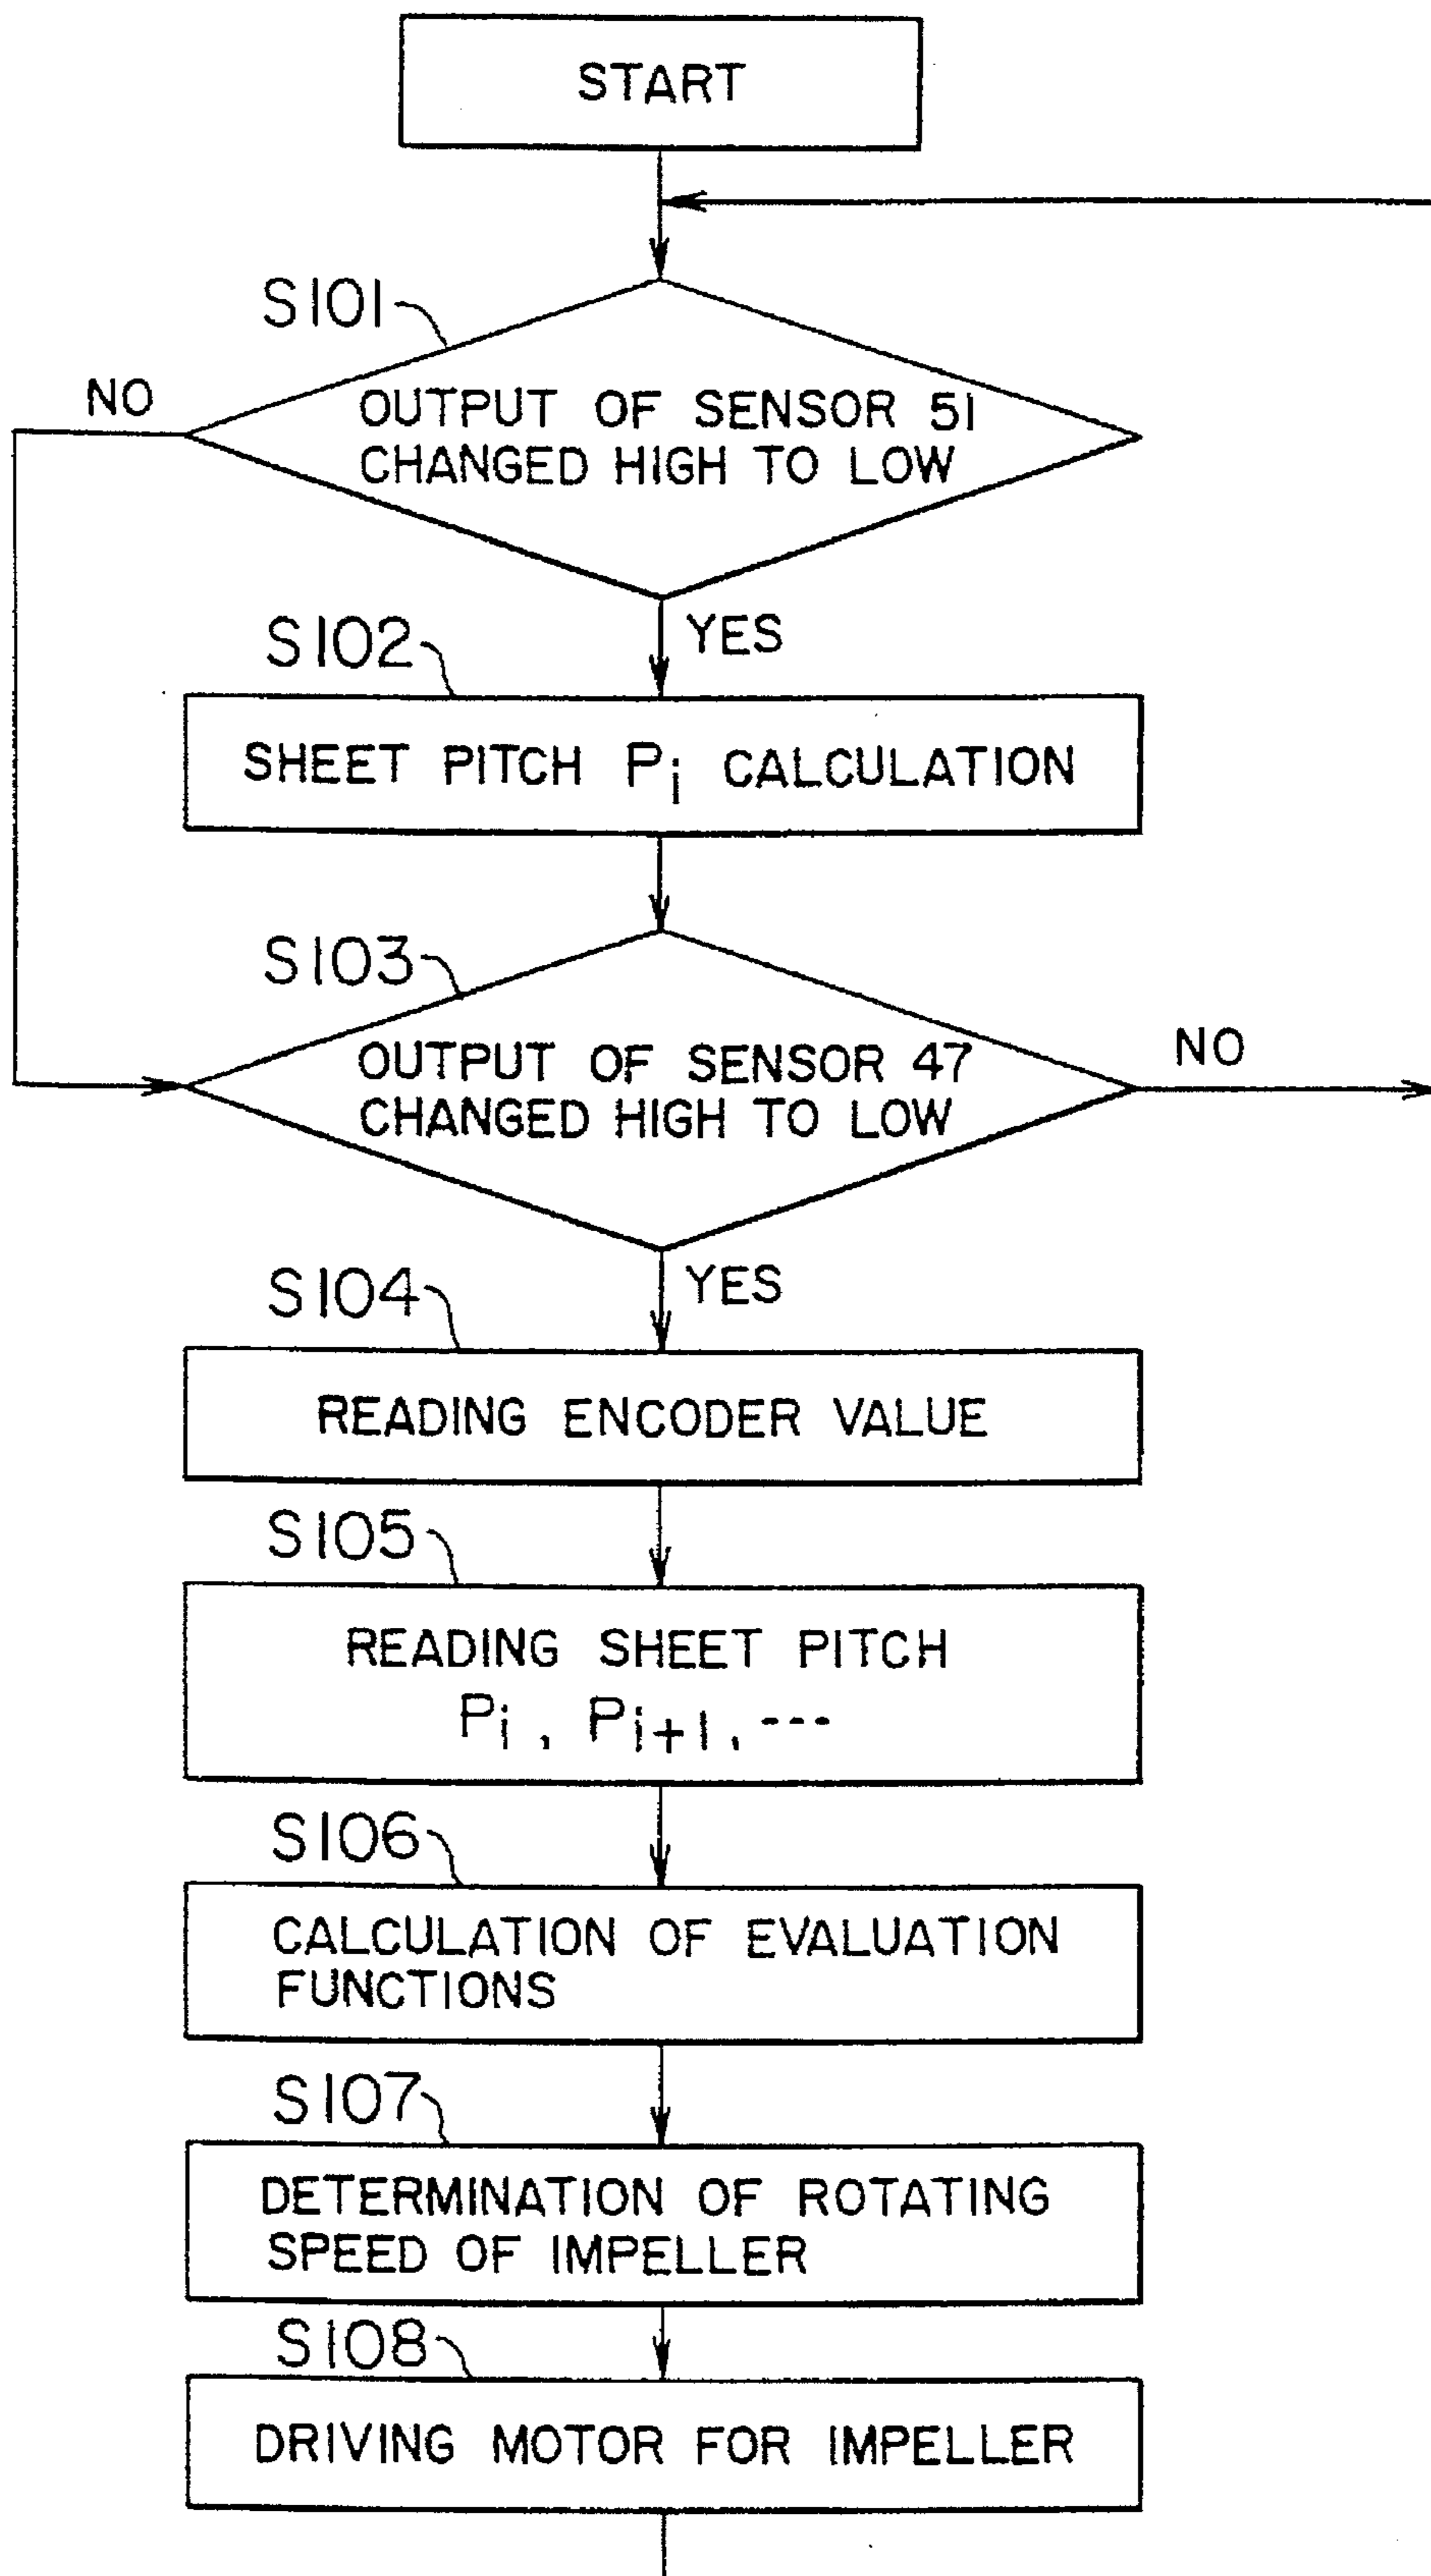 START
S101
NO
OUTPUT OF SENSOR 51
CHANGED HIGH TO LOW
YES
S102
SHEET PITCH Pi CALCULATION
S103
OUTPUT OF SENSOR 47
CHANGED HIGH TO LOW
NO
YES
S104
READING ENCODER VALUE
S105
READING SHEET PITCH
Pi, Pi+1, ---
S106
CALCULATION OF EVALUATION
FUNCTIONS
S107
DETERMINATION OF ROTATING
SPEED OF IMPELLER
S108
DRIVING MOTOR FOR IMPELLER